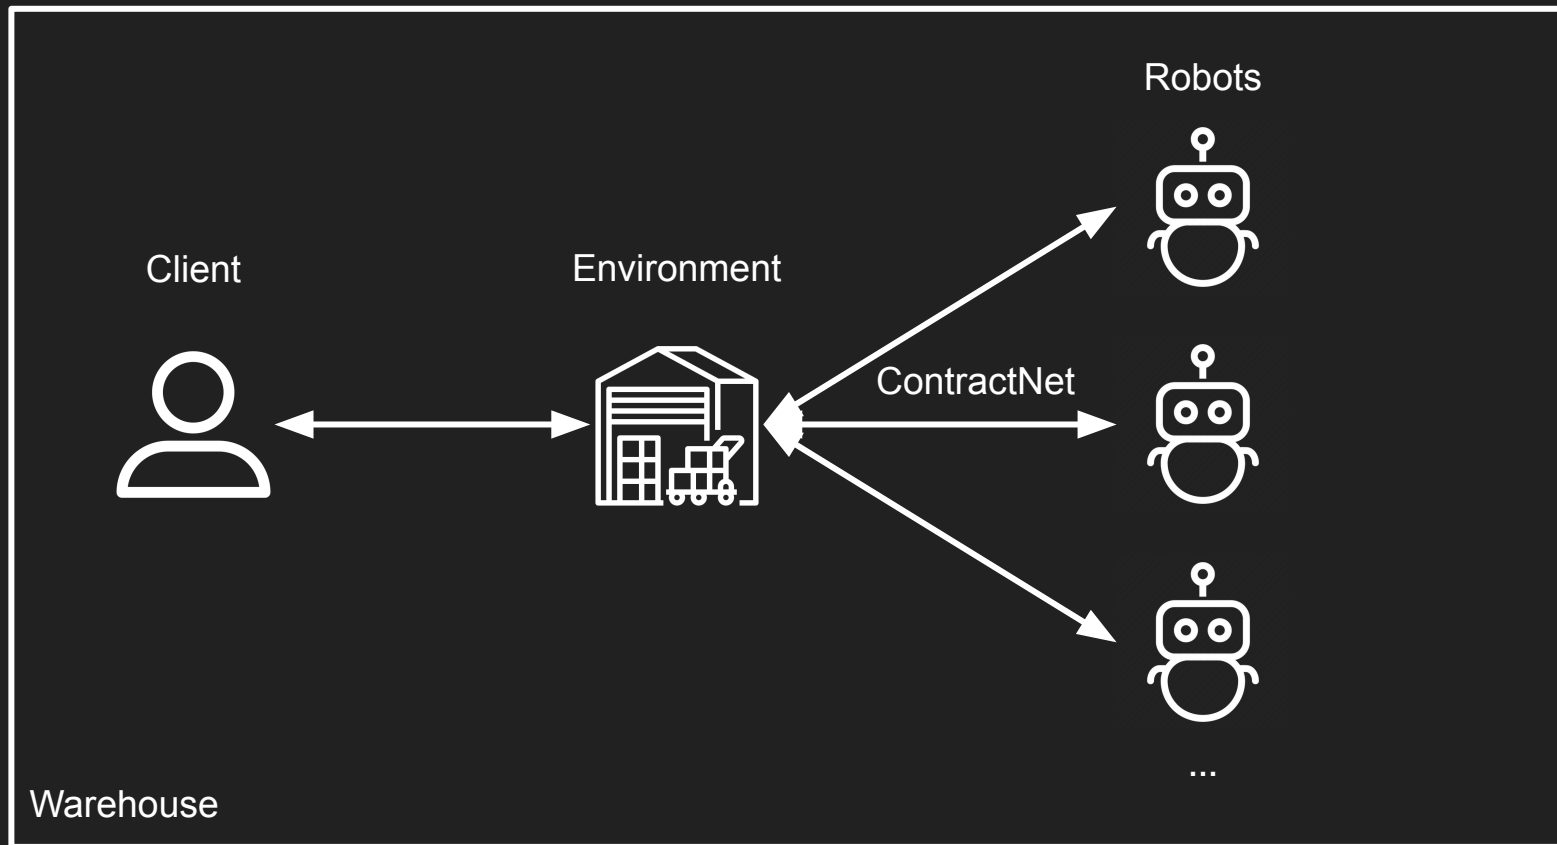 Robots
Client
Environment
ContractNet
...
Warehouse